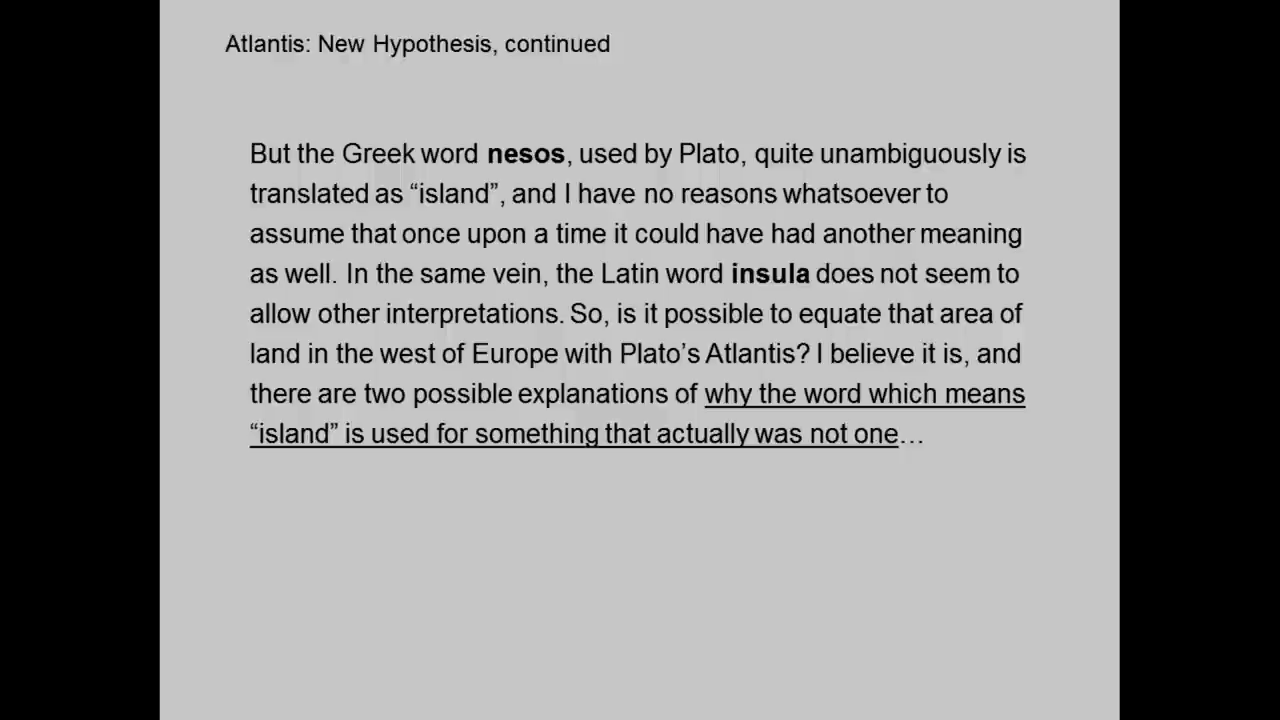 Atlantis: New Hypothesis, continued
But the Greek word nesos, used by Plato, quite unambiguously is
translated as “island”, and I have no reasons whatsoever to
assume that once upon a time it could have had another meaning
as well. In the same vein, the Latin word insula does not seem to
allow other interpretations. So, is it possible to equate that area of
land in the west of Europe with Plato’s Atlantis? I believe it is, and
there are two possible explanations of why the word which means
“island” is used for something that actually was not one…